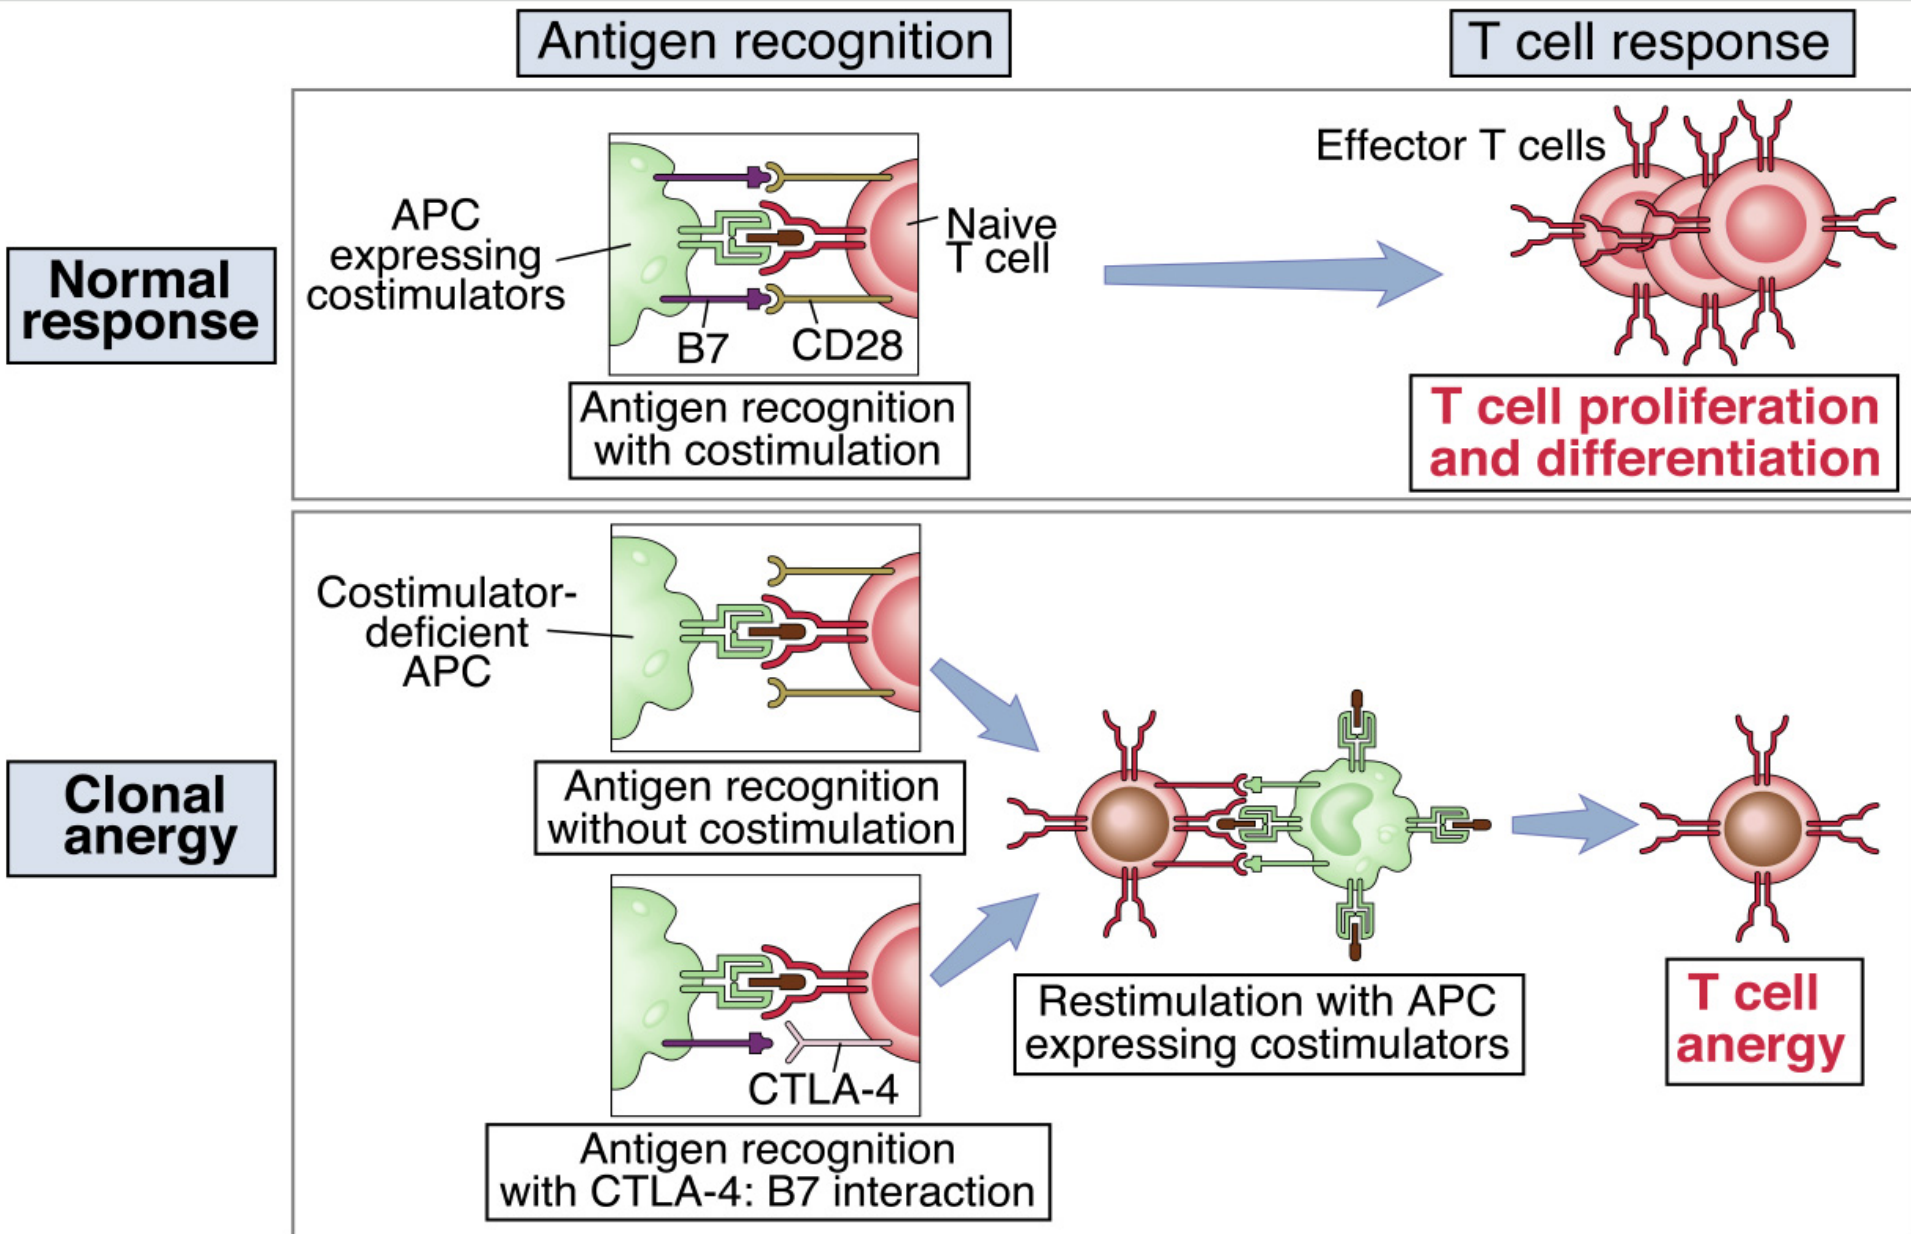 Antigen recognition
T cell response
Normal
response
APC
expressing
costimulators
B7
CD28
Naive
T cell
Antigen recognition
with costimulation
Effector T cells
T cell proliferation
and differentiation
Clonal
anergy
Costimulator-
deficient
APC
Antigen recognition
without costimulation
CTLA-4
Antigen recognition
with CTLA-4: B7 interaction
Restimulation with APC
expressing costimulators
T cell
anergy